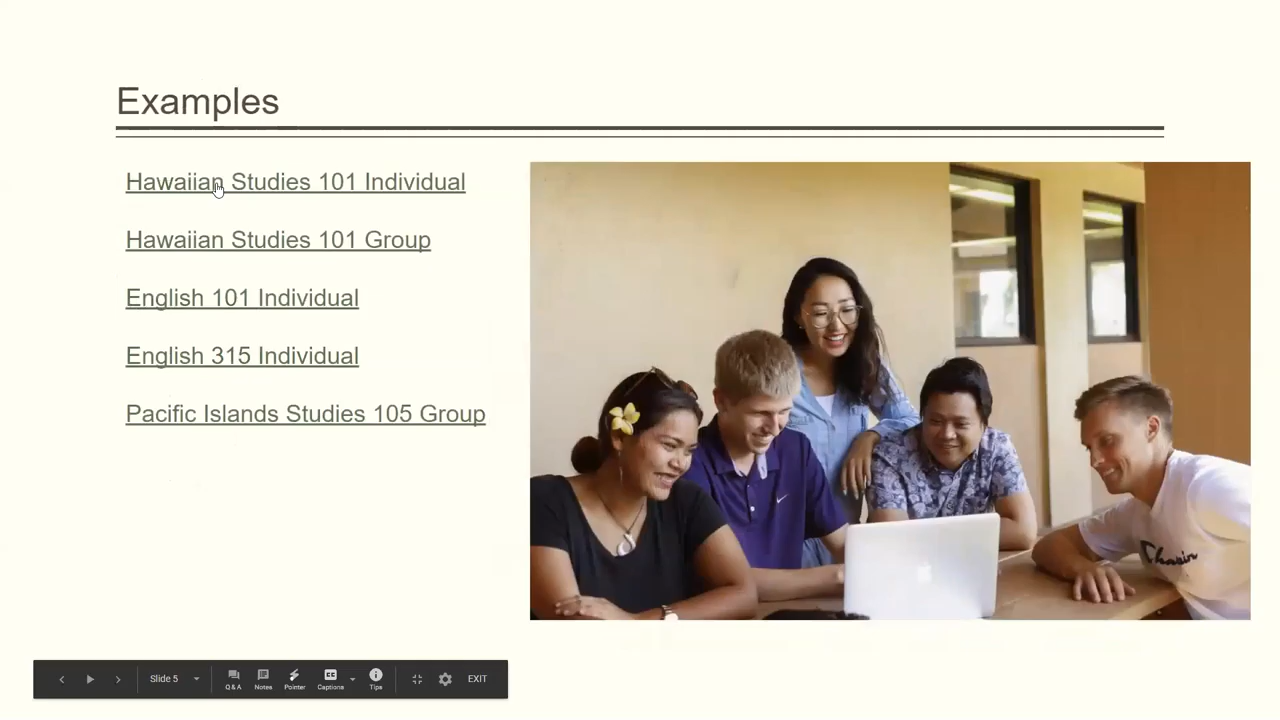 Examples
Hawaiian Studies 101 Individual
Hawaiian Studies 101 Group
English 101 Individual
English 315 Individual
Pacific Islands Studies 105 Group
Slide 5
Q&A
Notes
Pointer
Captions
Tips
EXIT